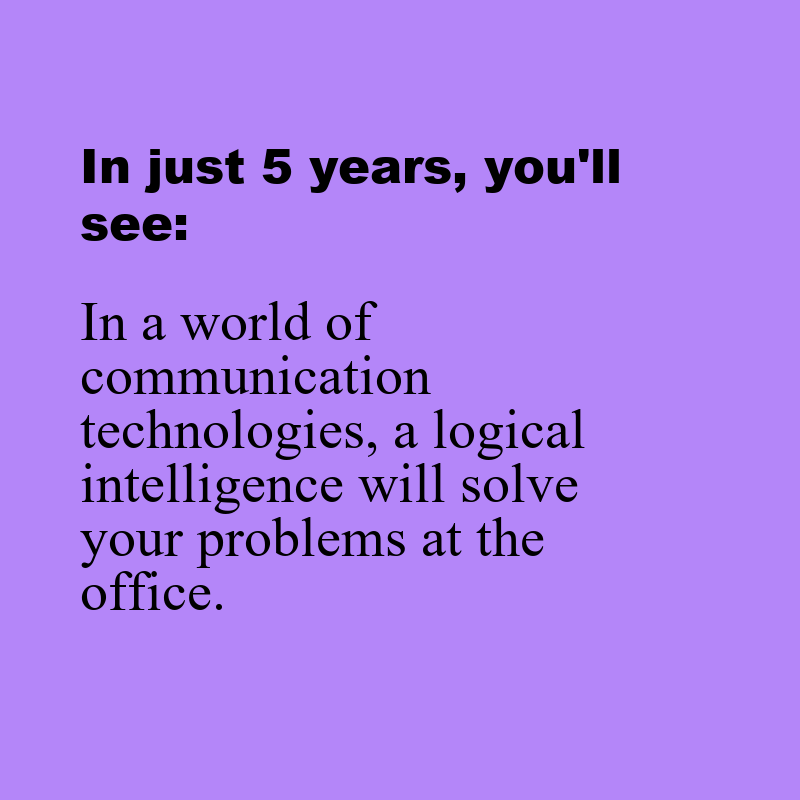 In just 5 years, you'll
see:
In a world of
communication
technologies, a logical
intelligence will solve
your problems at the
office.